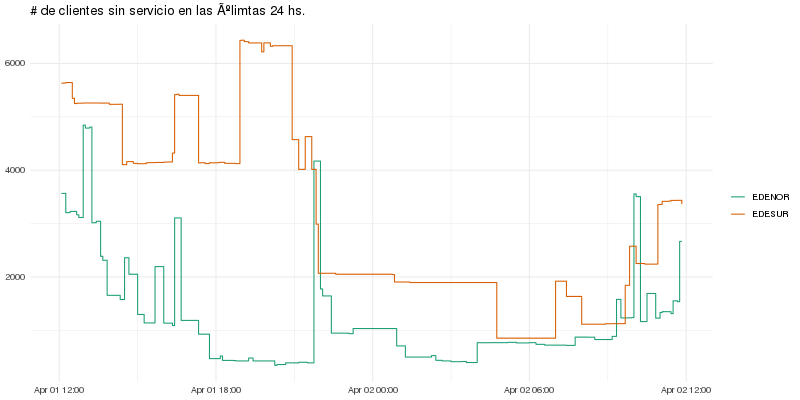 # de clientes sin servicio en las Ãºlimtas 24 hs.
6000
4000
2000
EDENOR
EDESUR
Apr 01 12:00
Apr 01 18:00
Apr 02 00:00
Apr 02 06:00
Apr 02 12:00